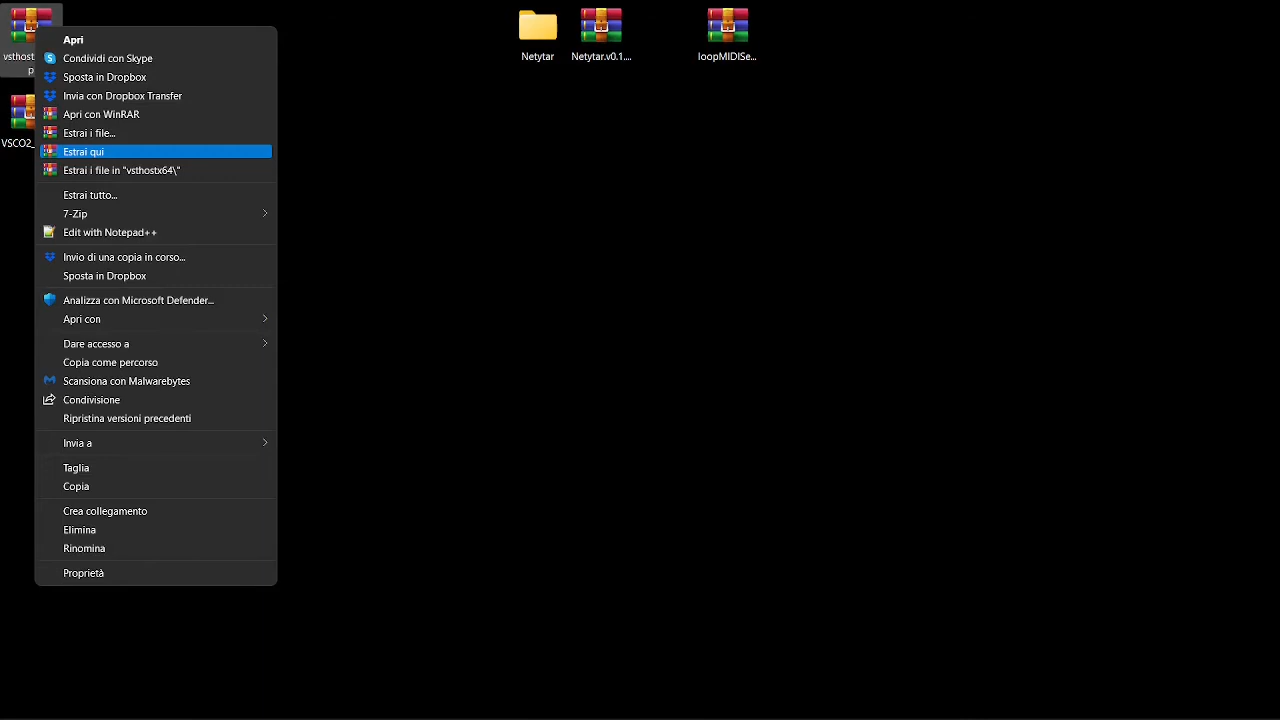 vsthost
p
VSCO2_
Netytar
Netytar.v0.1....
loopMIDISe...
Apri
Condividi con Skype
Sposta in Dropbox
Invia con Dropbox Transfer
Apri con WinRAR
Estrai i file...
Estrai qui
Estrai i file in "vsthostx64\"
Estrai tutto...
7-Zip
Edit with Notepad++
Invio di una copia in corso...
Sposta in Dropbox
Analizza con Microsoft Defender...
Apri con
Dare accesso a
Copia come percorso
Scansiona con Malwarebytes
Condivisione
Ripristina versioni precedenti
Invia a
Taglia
Copia
Crea collegamento
Elimina
Rinomina
Proprietà